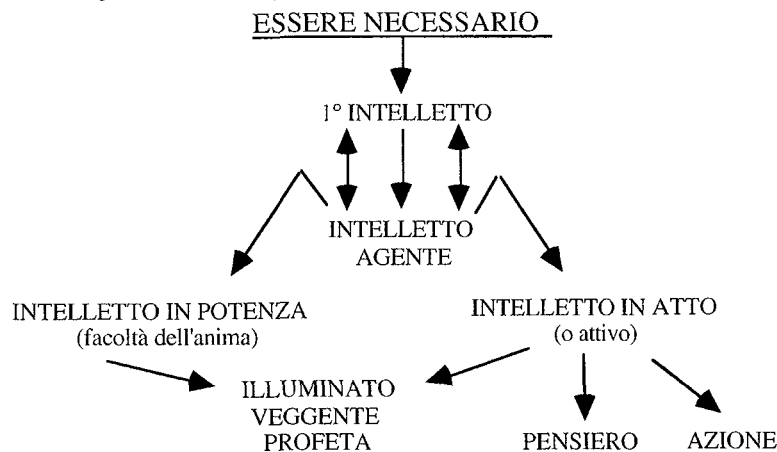 ESSERE NECESSARIO
1° INTELLETTO
INTELLETTO
AGENTE
INTELLETTO IN POTENZA
(facoltà dell'anima)
INTELLETTO IN ATTO
(o attivo)
ILLUMINATO
VEGGENTE
PROFETA
PENSIERO
AZIONE